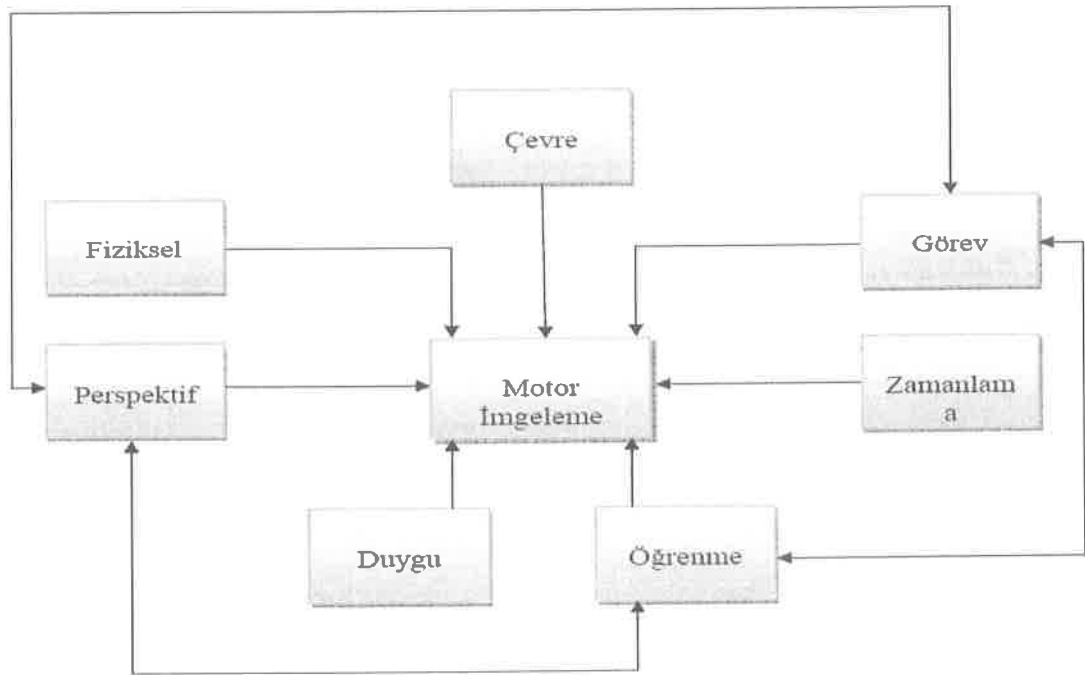 Çevre
Fiziksel
Görev
Perspektif
Motor
İmgeleme
Zamanlam
a
Duygu
Öğrenme